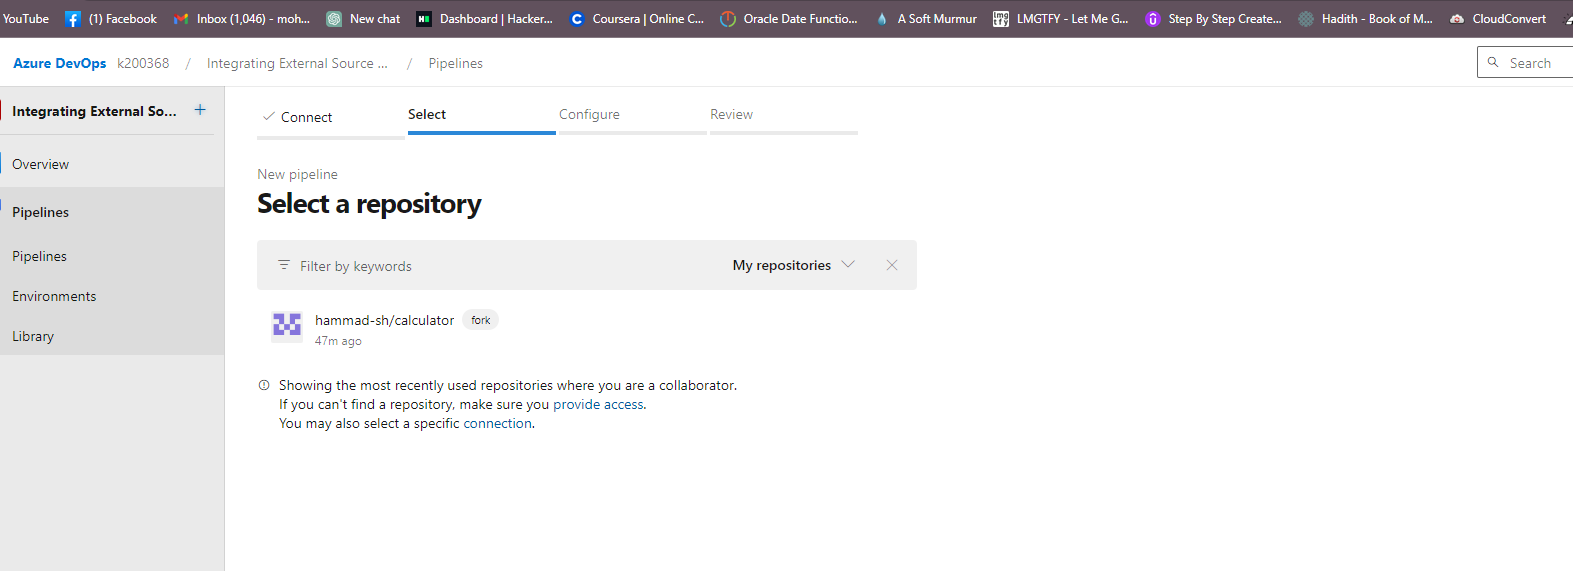 YouTube (1) Facebook Inbox (1,046) - moh... New chat Dashboard | Hacker... Coursera | Online C... Oracle Date Functio... A Soft Murmur lmg tfy LMGTFY - Let Me G... Step By Step Create... Hadith - Book of M... CloudConvert
Azure DevOps k200368 / Integrating External Source ... / Pipelines Search
Integrating External So... +
Connect Select Configure Review
Overview
New pipeline
Pipelines
Select a repository
Pipelines
Filter by keywords My repositories
Environments
hammad-sh/calculator fork
Library
47m ago
Showing the most recently used repositories where you are a collaborator.
If you can't find a repository, make sure you provide access.
You may also select a specific connection.